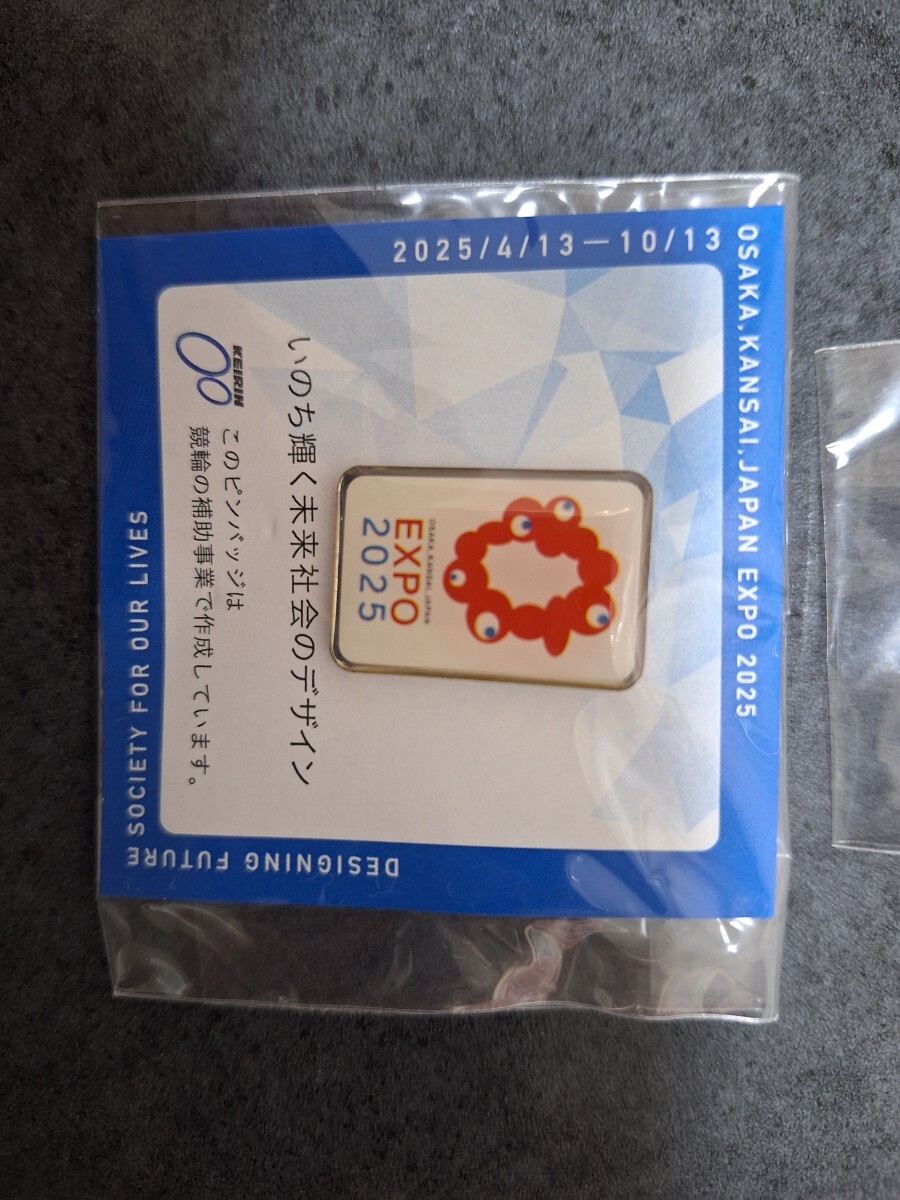 OSAKA,KANSAI,JAPAN EXPO 2025
2025/4/13—10/13
OSAKA,KANSAI,JAPAN
EXPO
2025
いのち輝く未来社会のデザイン
KEIRIN
このピンバッジは
競輪の補助事業で作成しています。
DESIGNING FUTURE
SOCIETY FOR OUR LIVES